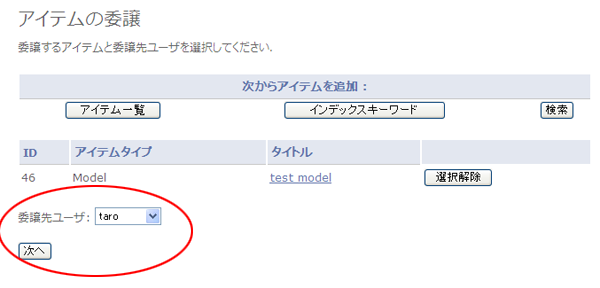 アイテムの委譲
委譲するアイテムと委譲先ユーザを選択してください.
次からアイテムを追加 :
アイテム一覧 インデックスキーワード 検索
ID アイテムタイプ タイトル
46 Model test model 選択解除
委譲先ユーザ: taro
次へ